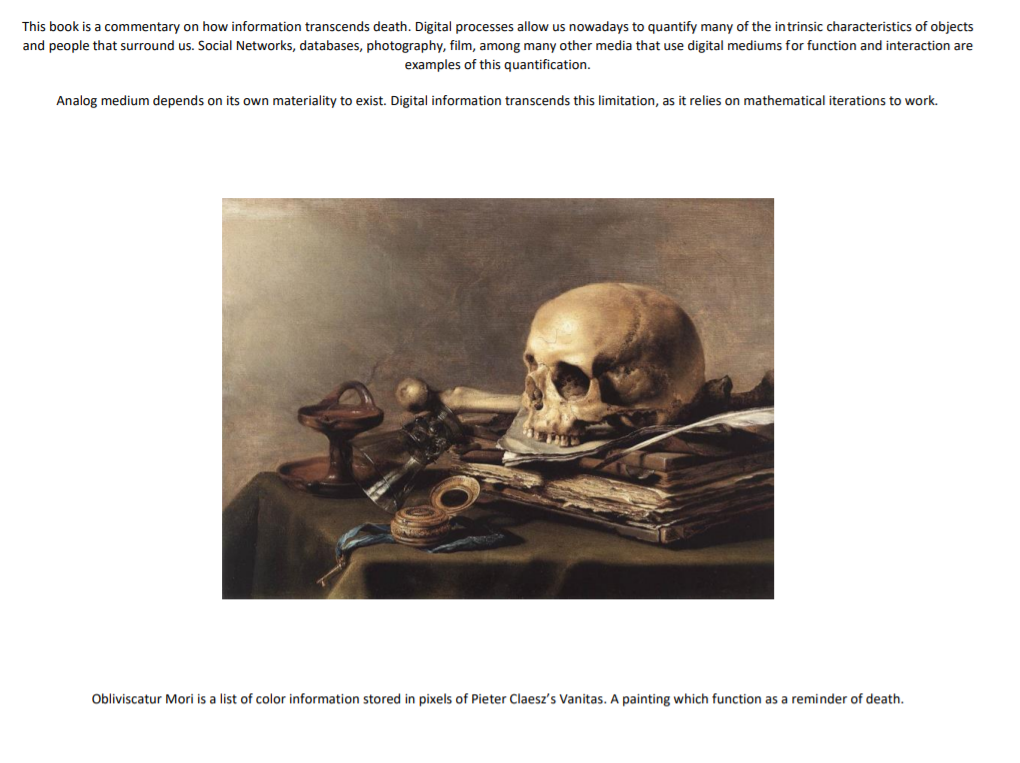 This book is a commentary on how information transcends death. Digital processes allow us nowadays to quantify many of the intrinsic characteristics of objects
and people that surround us. Social Networks, databases, photography, film, among many other media that use digital mediums for function and interaction are
examples of this quantification.
Analog medium depends on its own materiality to exist. Digital information transcends this limitation, as it relies on mathematical iterations to work.
Obliviscatur Mori is a list of color information stored in pixels of Pieter Claesz's Vanitas. A painting which function as a reminder of death.